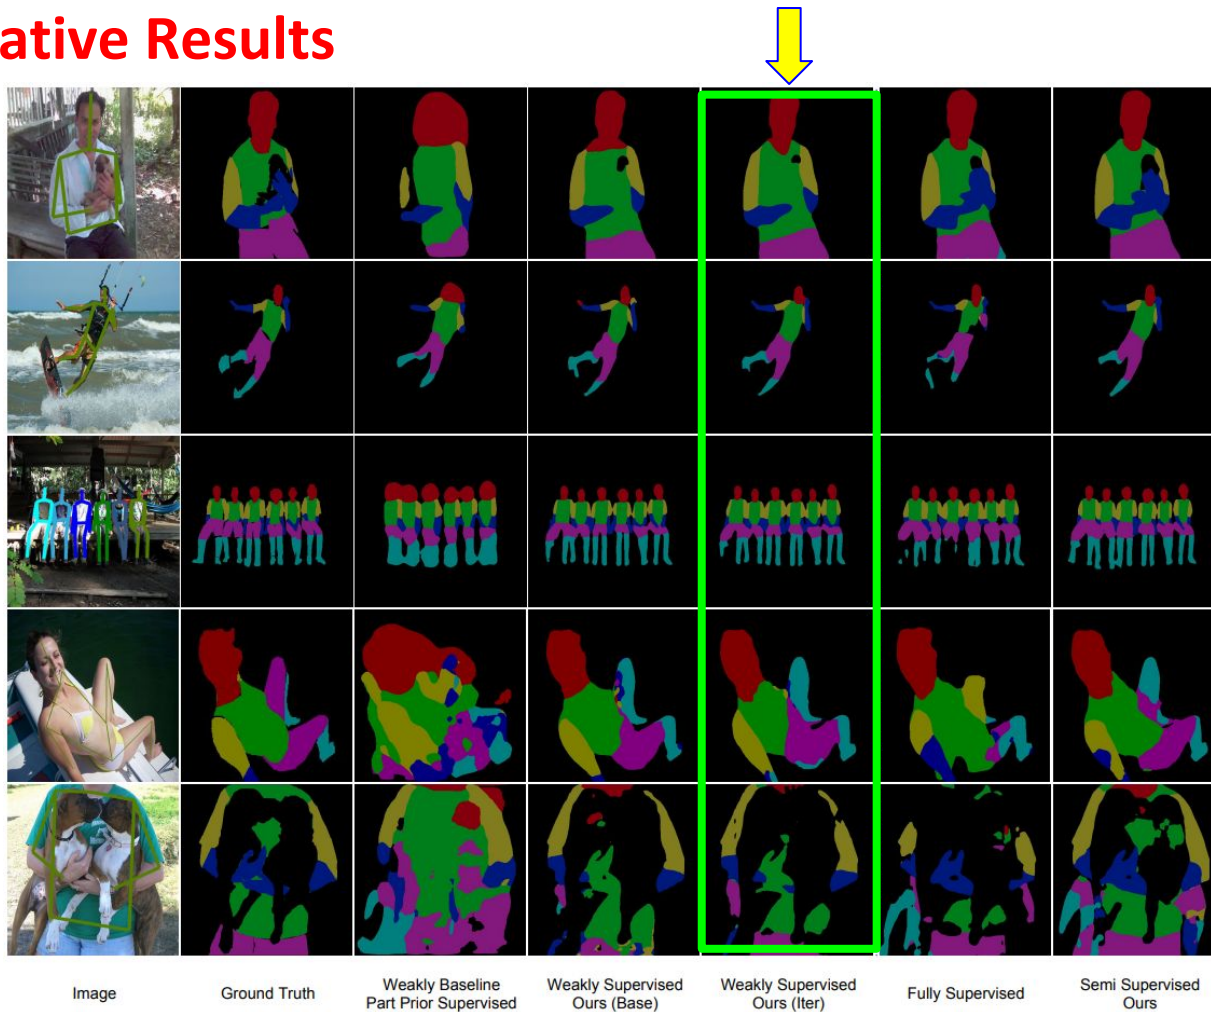 ative Results
Image
Ground Truth
Weakly Baseline
Part Prior Supervised
Weakly Supervised
Ours (Base)
Weakly Supervised
Ours (Iter)
Fully Supervised
Semi Supervised
Ours